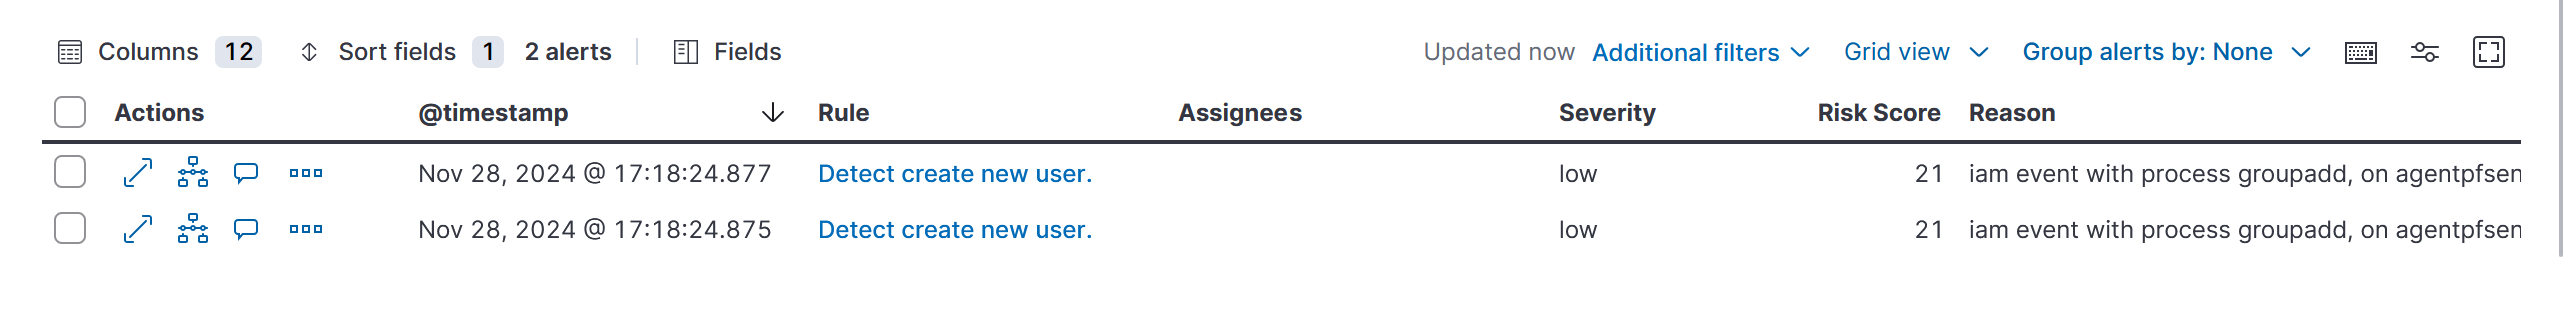 Columns 12 Sort fields 1 2 alerts Fields Updated now Additional filters Grid view Group alerts by: None
Actions @timestamp Rule Assignees Severity Risk Score Reason
Nov 28, 2024 @ 17:18:24.877 Detect create new user. low 21 iam event with process groupadd, on agentpfsen
Nov 28, 2024 @ 17:18:24.875 Detect create new user. low 21 iam event with process groupadd, on agentpfsen